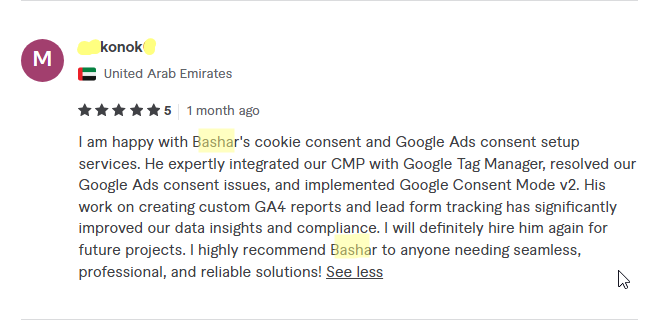 konok
M
United Arab Emirates
5 1 month ago
I am happy with Bashar's cookie consent and Google Ads consent setup
services. He expertly integrated our CMP with Google Tag Manager, resolved our
Google Ads consent issues, and implemented Google Consent Mode v2. His
work on creating custom GA4 reports and lead form tracking has significantly
improved our data insights and compliance. I will definitely hire him again for
future projects. I highly recommend Bashar to anyone needing seamless,
professional, and reliable solutions! See less